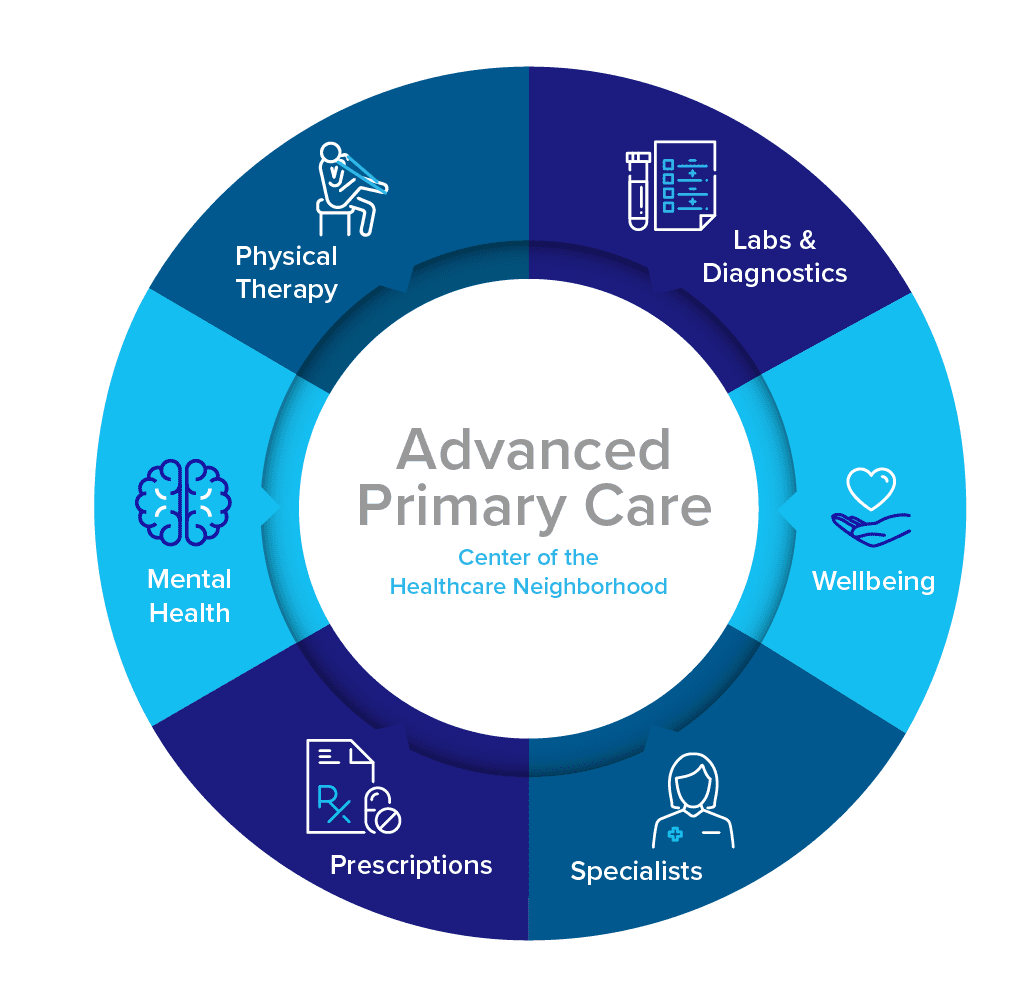 Physical
Therapy
Labs &
Diagnostics
Advanced
Primary Care
Center of the
Healthcare Neighborhood
Mental
Health
Wellbeing
Rx
Prescriptions
Specialists